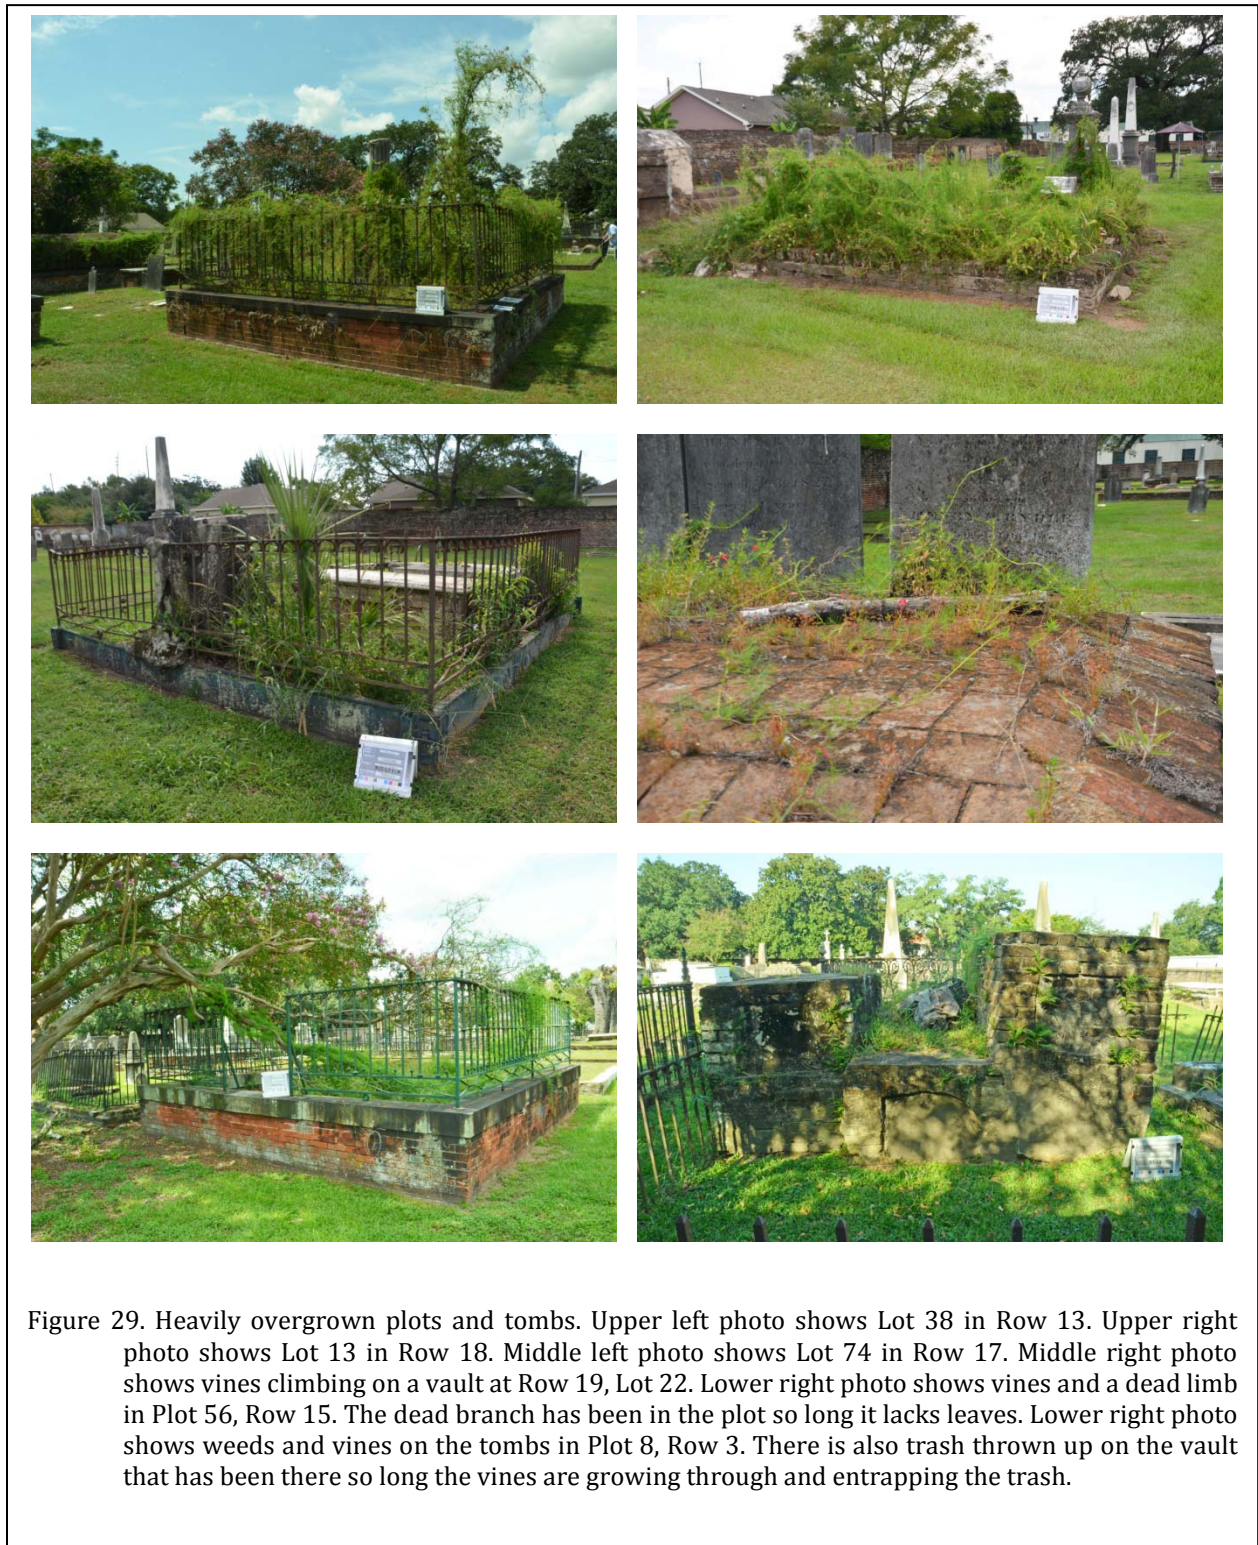 Figure 29. Heavily overgrown plots and tombs. Upper left photo shows Lot 38 in Row 13. Upper right
photo shows Lot 13 in Row 18. Middle left photo shows Lot 74 in Row 17. Middle right photo
shows vines climbing on a vault at Row 19, Lot 22. Lower right photo shows vines and a dead limb
in Plot 56, Row 15. The dead branch has been in the plot so long it lacks leaves. Lower right photo
shows weeds and vines on the tombs in Plot 8, Row 3. There is also trash thrown up on the vault
that has been there so long the vines are growing through and entrapping the trash.